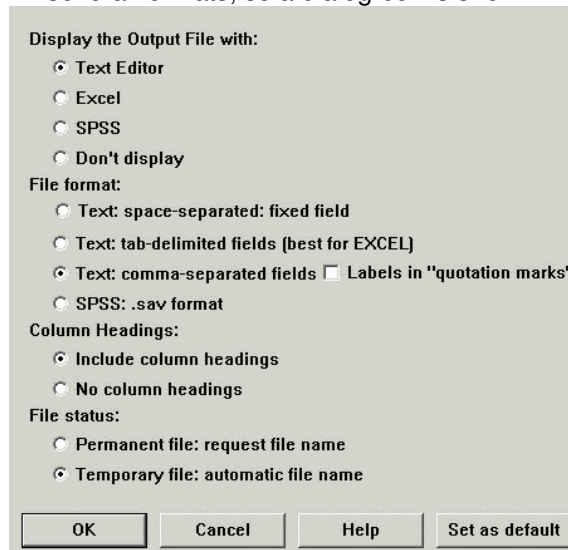 Display the Output File with:
Text Editor
Excel
SPSS
Don't display
File format:
Text: space-separated: fixed field
Text: tab-delimited fields (best for EXCEL)
Text: comma-separated fields Labels in "quotation marks"
SPSS: .sav format
Column Headings:
Include column headings
No column headings
File status:
Permanent file: request file name
Temporary file: automatic file name
OK Cancel Help Set as default